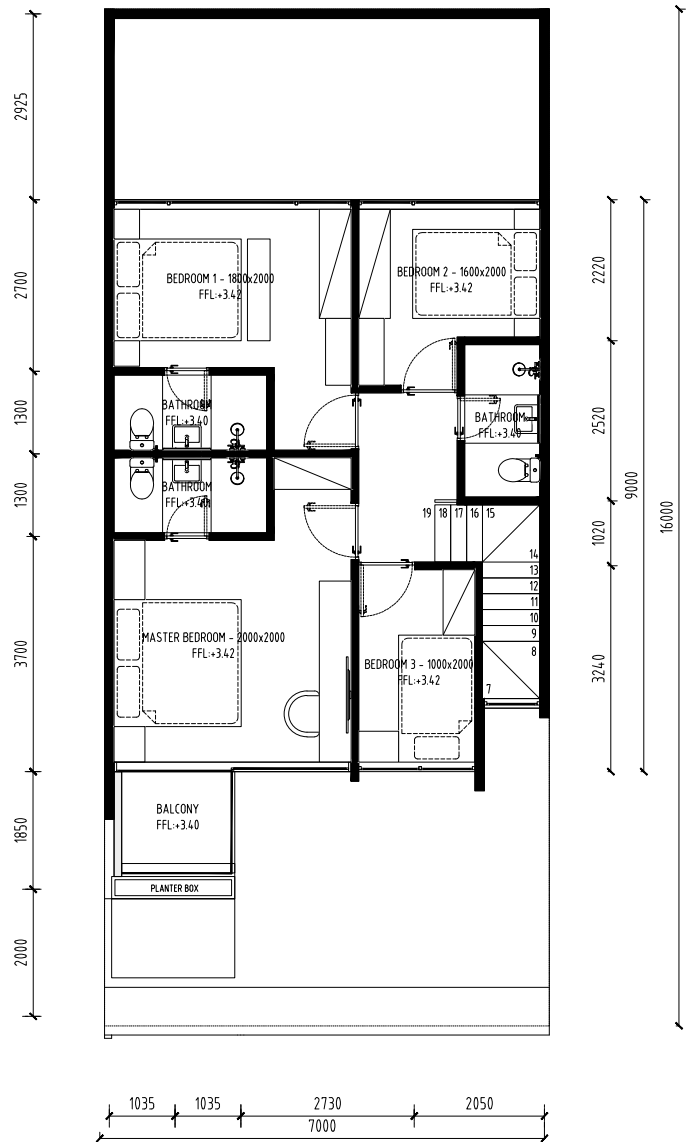 2925
2700
1300
1300
3700
1850
2000
BEDROOM 1 - 1800x2000
FFL:+3.42
BEDROOM 2 - 1600x2000
FFL:+3.42
BATHROOM
FFL:+3.40
BATHROOM
FFL:+3.40
BATHROOM
FFL:+3.40
19 18 17 16 15
14
13
12
11
10
9
8
7
MASTER BEDROOM - 2000x2000
FFL:+3.42
BEDROOM 3 - 1000x2000
FFL:+3.42
BALCONY
FFL:+3.40
PLANTER BOX
2220
2520
1020
3240
9000
16000
1035 1035 2730 2050
7000